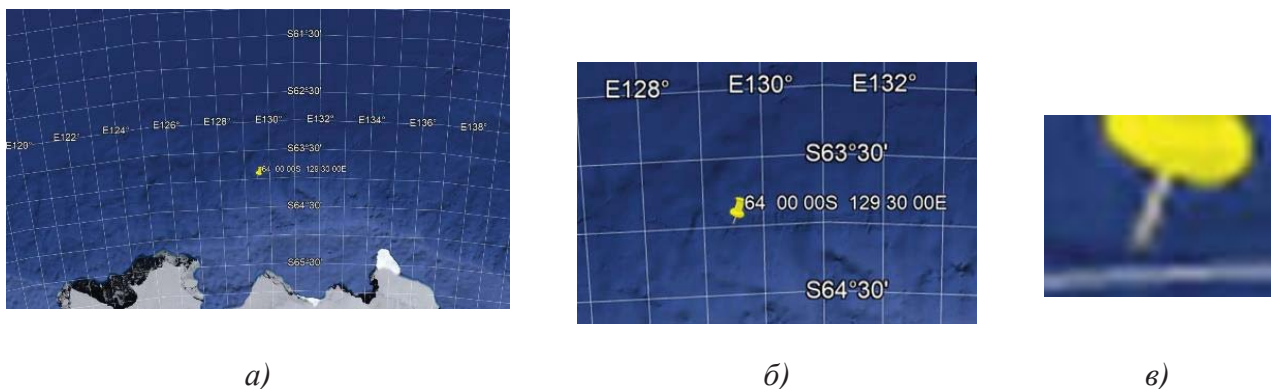 S61°30'
S62°30'
E120° E122° E124° E126° E128° E130° E132° E134° E136° E138°
S63°30'
64 00 00S 129 30 00E
S64°30'
S65°30'
E128° E130° E132°
S63°30'
64 00 00S 129 30 00E
S64°30'
а) б) в)